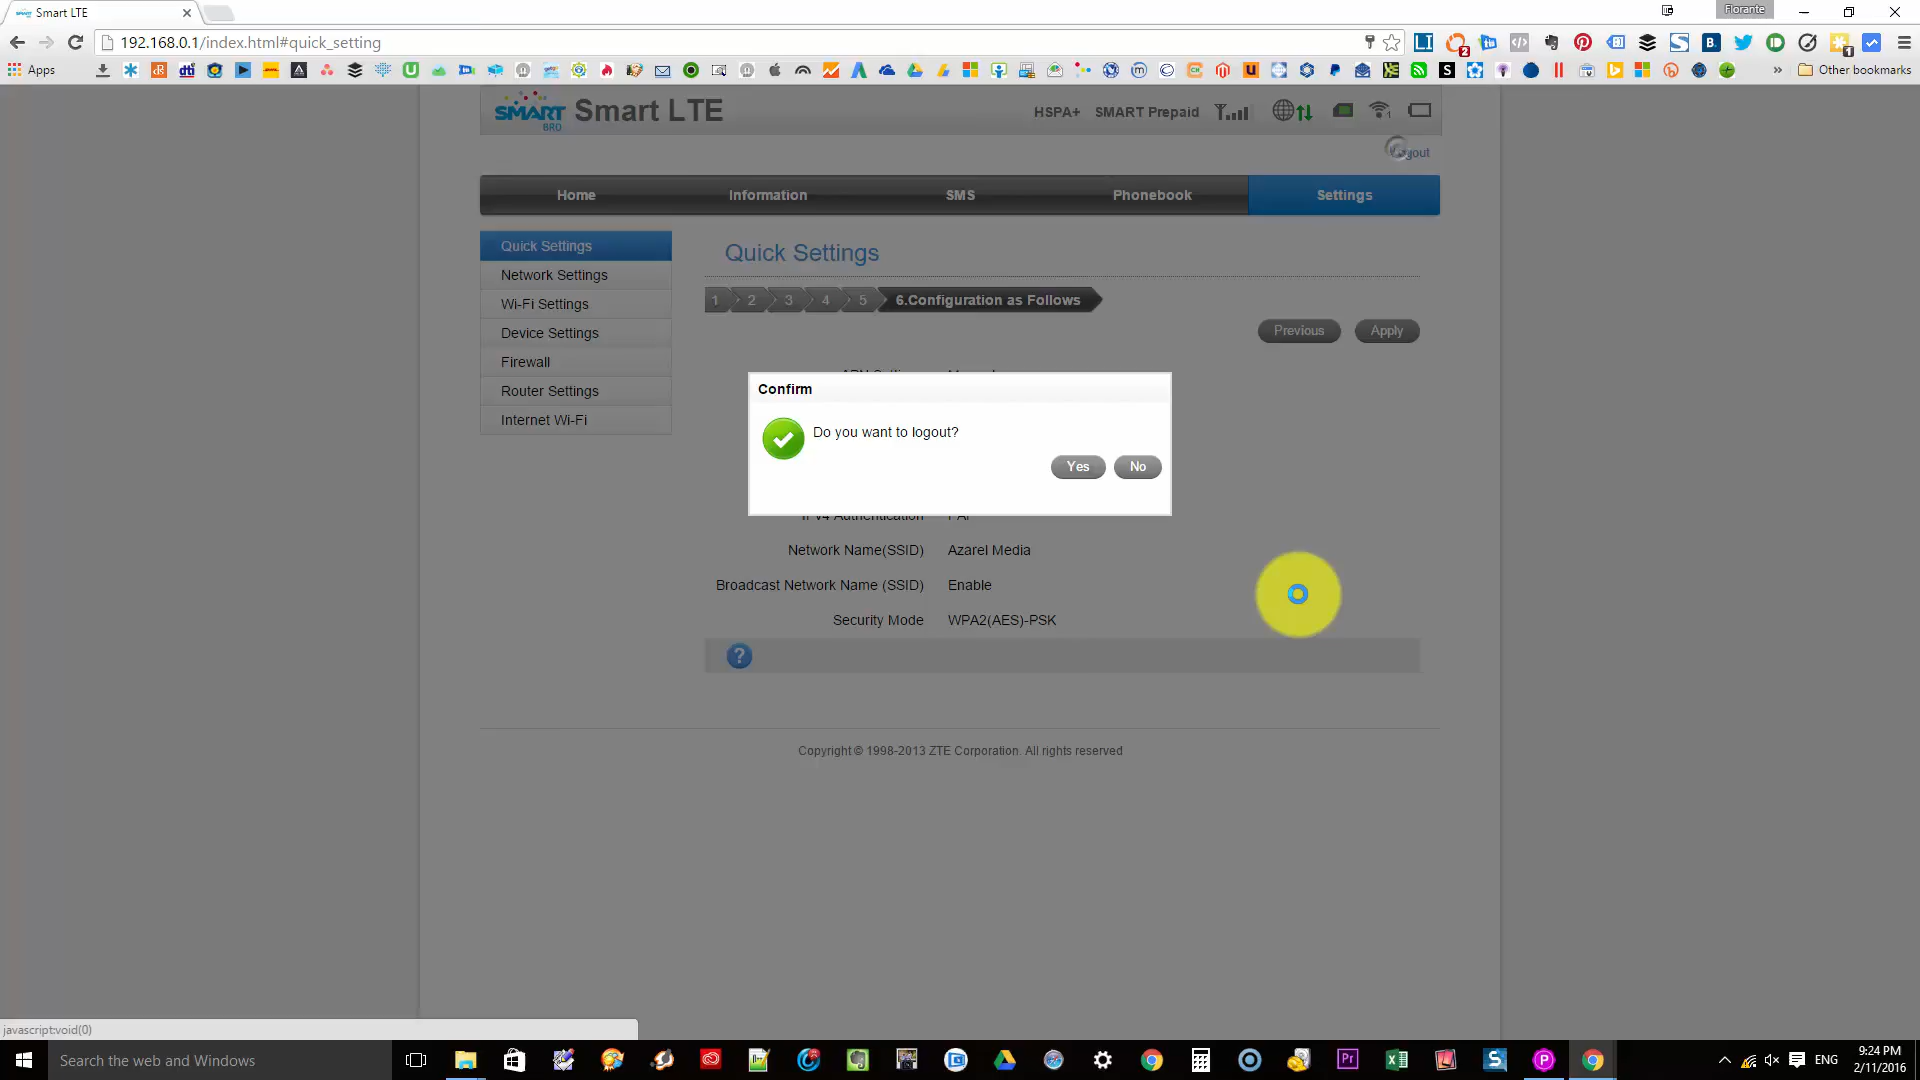 Smart LTE
Florante
192.168.0.1/index.html#quick_setting
Apps
Other bookmarks
SMART BRO Smart LTE
HSPA+ SMART Prepaid
Logout
Home Information SMS Phonebook Settings
Quick Settings
Network Settings
Wi-Fi Settings
Device Settings
Firewall
Router Settings
Internet Wi-Fi
Quick Settings
1 2 3 4 5 6.Configuration as Follows
Previous Apply
Confirm
Do you want to logout?
Yes No
Network Name(SSID) Azarel Media
Broadcast Network Name (SSID) Enable
Security Mode WPA2(AES)-PSK
?
Copyright © 1998-2013 ZTE Corporation. All rights reserved
javascript:void(0)
Search the web and Windows
ENG
9:24 PM
2/11/2016